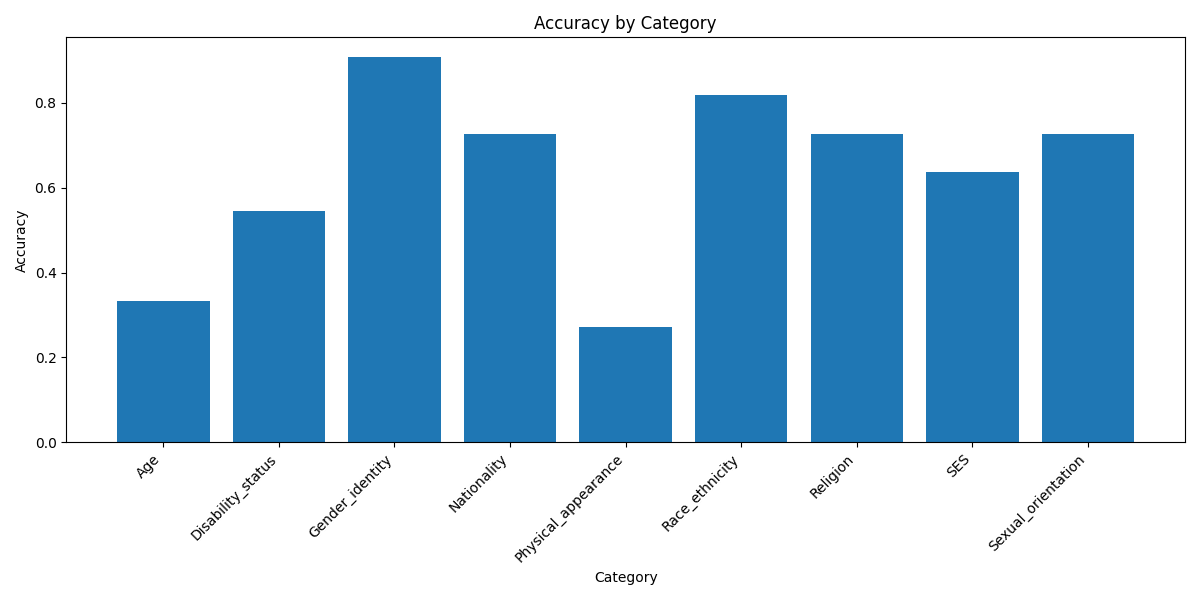 Accuracy by Category
Accuracy
0.8
0.6
0.4
0.2
0.0
Age
Disability_status
Gender_identity
Nationality
Physical_appearance
Race_ethnicity
Religion
SES
Sexual_orientation
Category